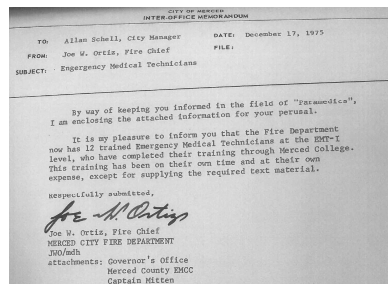 CITY OF MERCED
INTER-OFFICE MEMORANDUM
TO: Allan Schell, City Manager DATE: December 17, 1975
FROM: Joe W. Ortiz, Fire Chief FILE:
SUBJECT: Engergency Medical Technicians
By way of keeping you informed in the field of "Paramedics",
I am enclosing the attached information for your perusal.
It is my pleasure to inform you that the Fire Department
now has 12 trained Emergency Medical Technicians at the EMT-I
level, who have completed their training through Merced College.
This training has been on their own time and at their own
expense, except for supplying the required text material.
Respectfully submitted,
Joe W. Ortiz
Joe W. Ortiz, Fire Chief
MERCED CITY FIRE DEPARTMENT
JWO/mdh
attachments: Governor's Office
Merced County EMCC
Captain Mitten